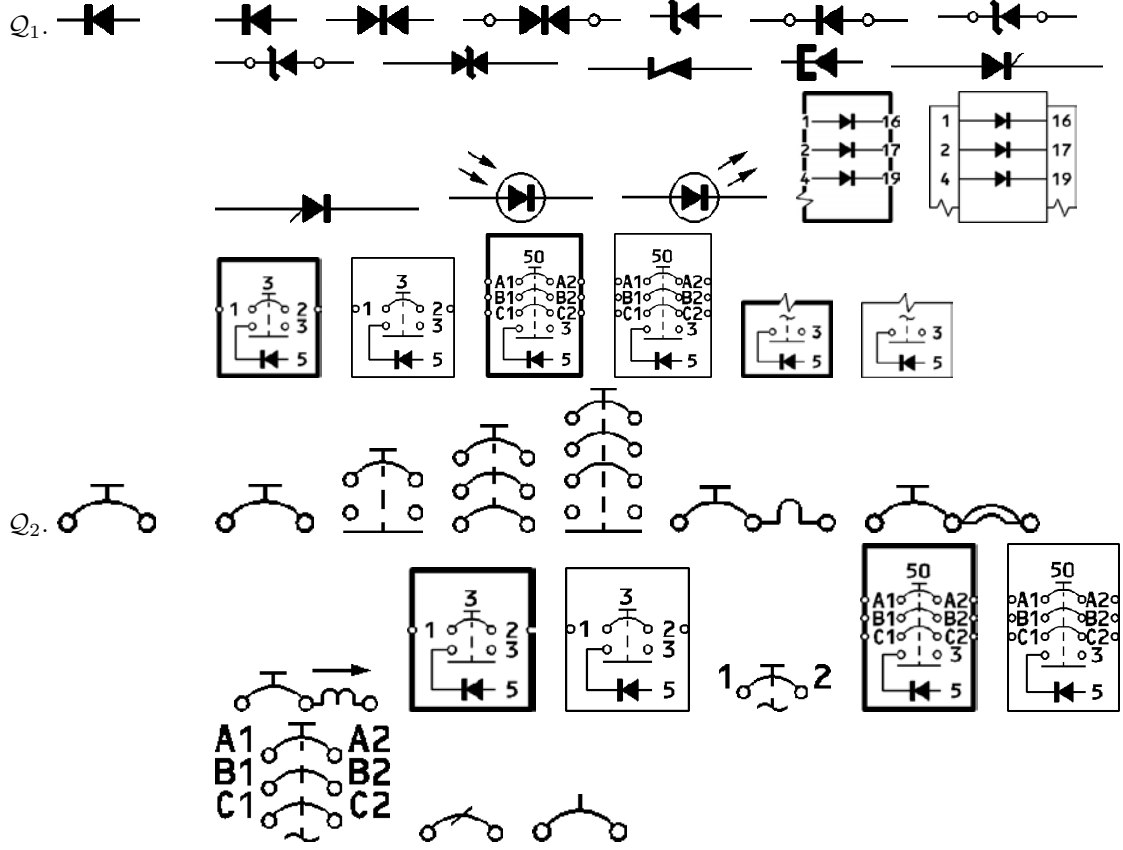 Q1.
1 16 1 16
2 17 2 17
4 19 4 19
3 3 50 50
1 2 1 2 A1 A2 A1 A2
3 3 B1 B2 B1 B2
C1 C2 C1 C2
3 3 3 3
5 5 5 5 5 5
Q2.
3 3 50 50
1 2 1 2 A1 A2 A1 A2
3 3 B1 B2 B1 B2
C1 C2 C1 C2
3 3
1 2
5 5 5 5
A1 A2
B1 B2
C1 C2